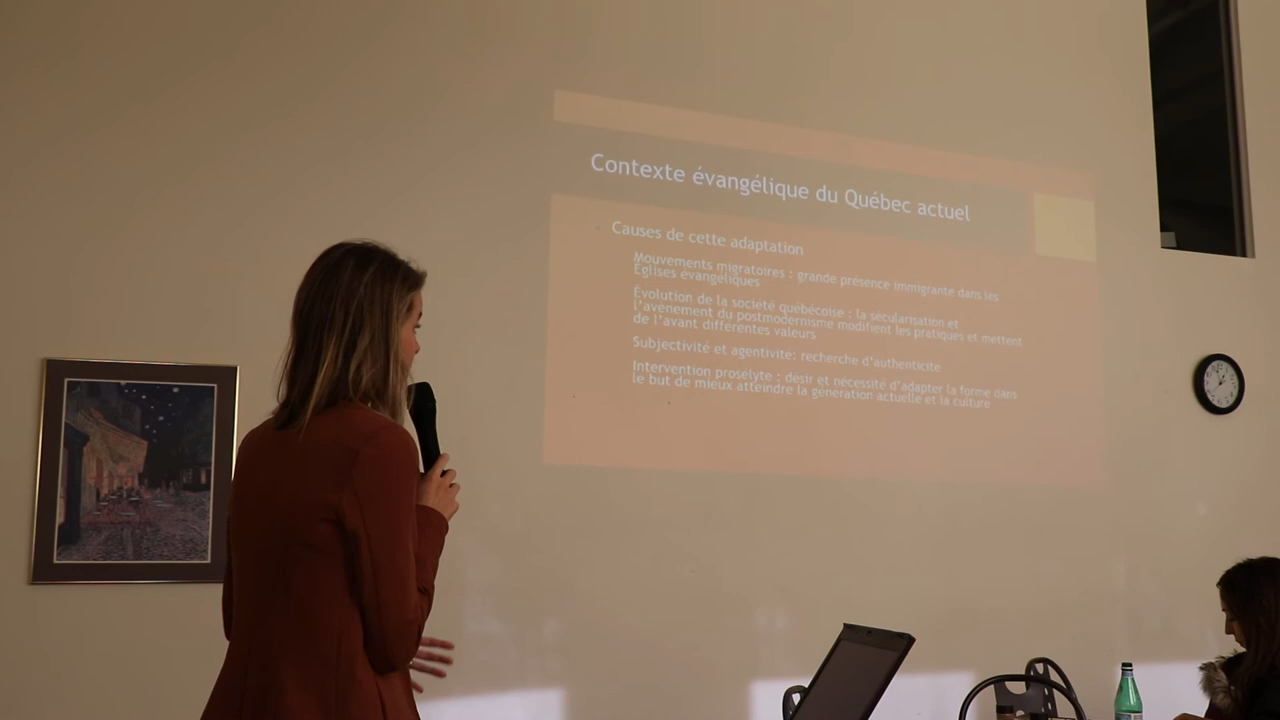 Contexte évangélique du Québec actuel
Causes de cette adaptation
Mouvements migratoires : grande présence immigrante dans les
Églises évangéliques
Évolution de la société québécoise : la sécularisation et
l'avènement du postmodernisme modifient les pratiques et mettent
de l'avant différentes valeurs
Subjectivité et agentivité: recherche d'authenticité
Intervention prosélyte : désir et nécessité d'adapter la forme dans
le but de mieux atteindre la génération actuelle et la culture